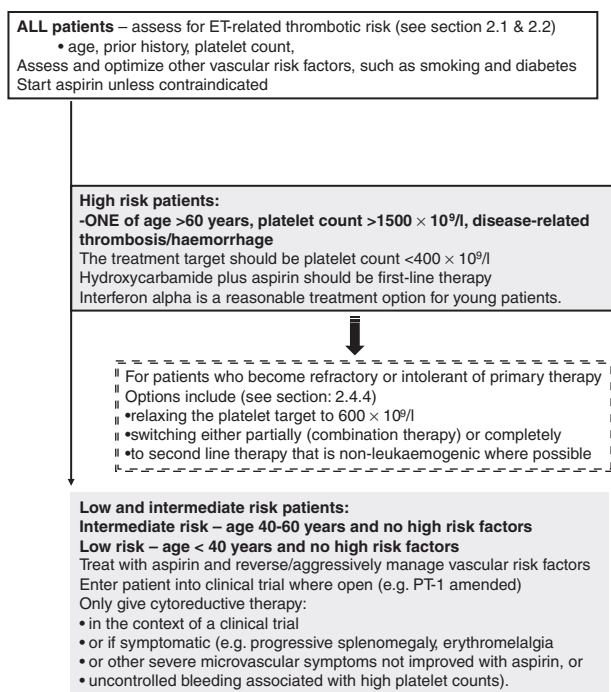 ALL patients – assess for ET-related thrombotic risk (see section 2.1 & 2.2)
• age, prior history, platelet count,
Assess and optimize other vascular risk factors, such as smoking and diabetes
Start aspirin unless contraindicated
High risk patients:
-ONE of age >60 years, platelet count >1500 × 10⁹/l, disease-related
thrombosis/haemorrhage
The treatment target should be platelet count <400 × 10⁹/l
Hydroxycarbamide plus aspirin should be first-line therapy
Interferon alpha is a reasonable treatment option for young patients.
For patients who become refractory or intolerant of primary therapy
Options include (see section: 2.4.4)
•relaxing the platelet target to 600 × 10⁹/l
•switching either partially (combination therapy) or completely
•to second line therapy that is non-leukaemogenic where possible
Low and intermediate risk patients:
Intermediate risk – age 40-60 years and no high risk factors
Low risk – age < 40 years and no high risk factors
Treat with aspirin and reverse/aggressively manage vascular risk factors
Enter patient into clinical trial where open (e.g. PT-1 amended)
Only give cytoreductive therapy:
• in the context of a clinical trial
• or if symptomatic (e.g. progressive splenomegaly, erythromelalgia
• or other severe microvascular symptoms not improved with aspirin, or
• uncontrolled bleeding associated with high platelet counts).